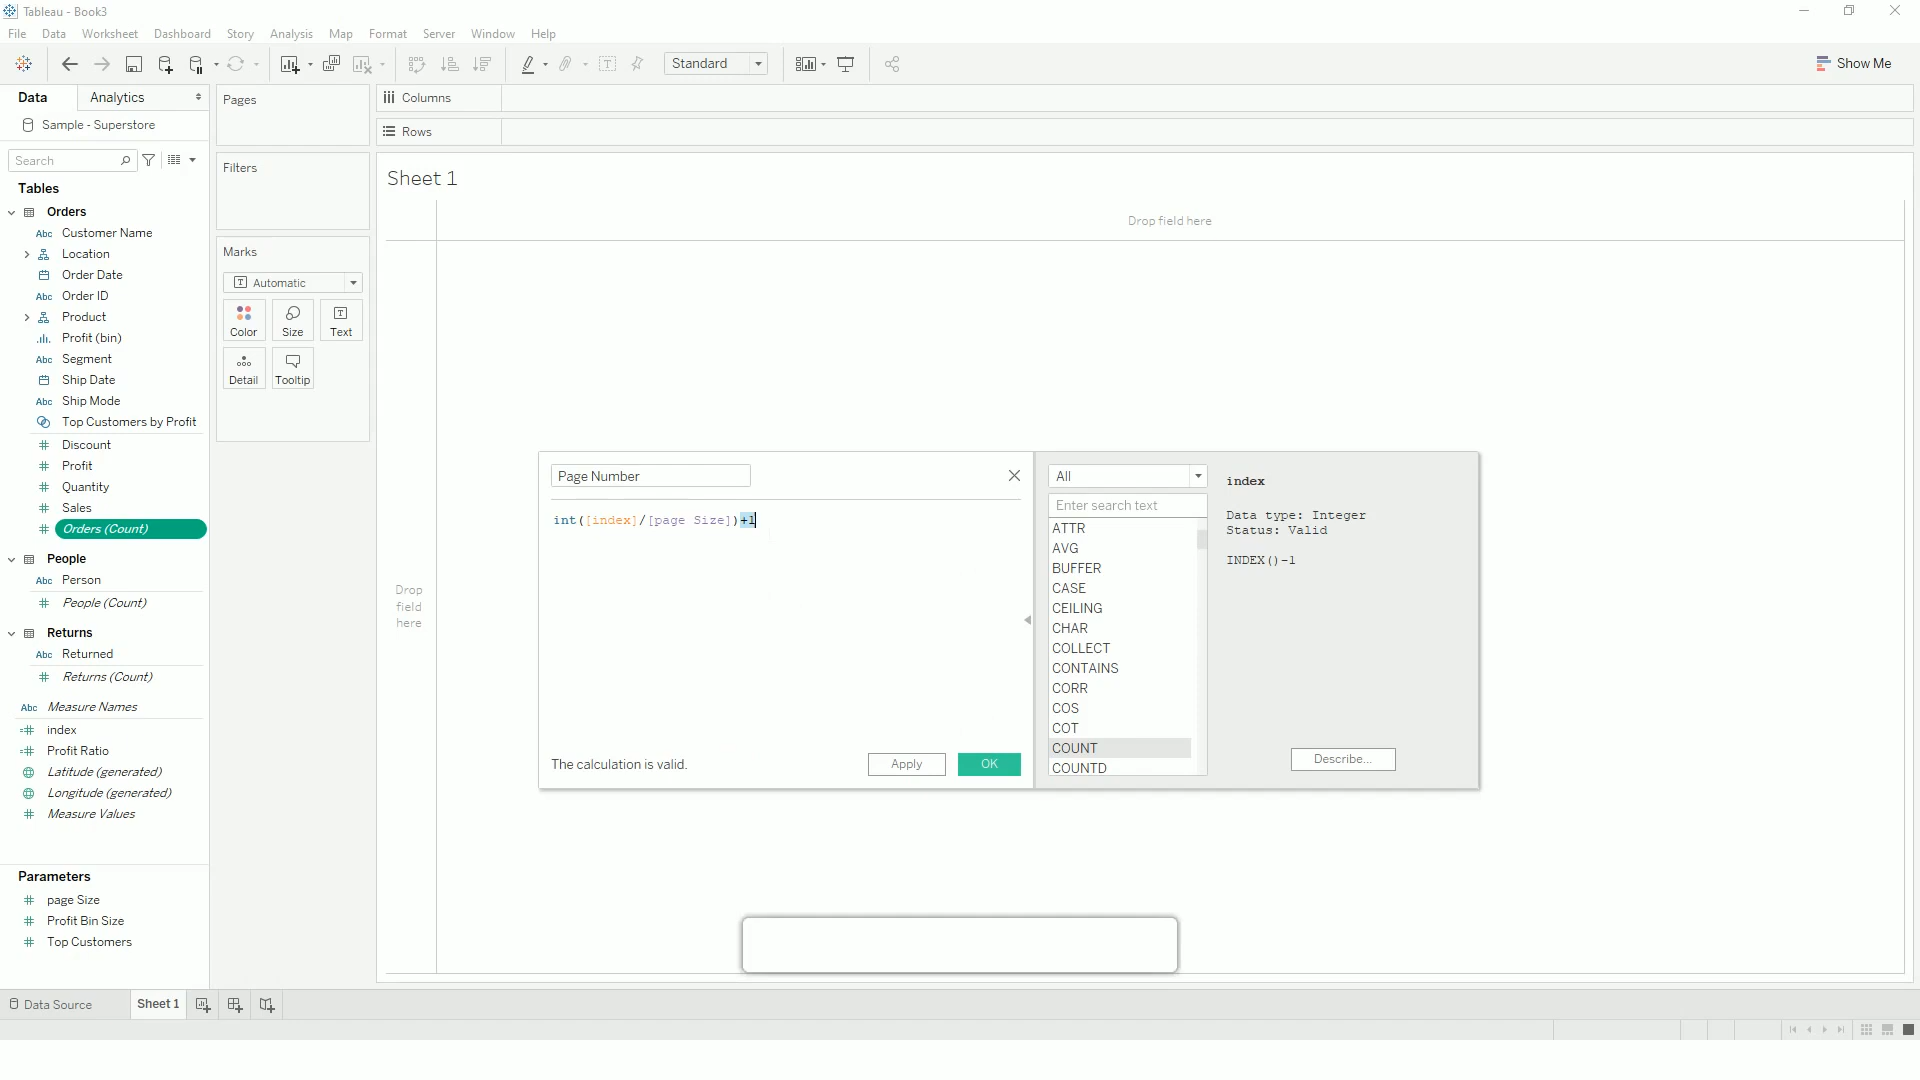 Tableau - Book3
File Data Worksheet Dashboard Story Analysis Map Format Server Window Help
Standard
Show Me
Data Analytics
Sample - Superstore
Search
Tables
Orders
Abc Customer Name
Location
Order Date
Abc Order ID
Product
Profit (bin)
Abc Segment
Ship Date
Abc Ship Mode
Top Customers by Profit
# Discount
# Profit
# Quantity
# Sales
# Orders (Count)
People
Abc Person
# People (Count)
Returns
Abc Returned
# Returns (Count)
Abc Measure Names
=# index
=# Profit Ratio
Latitude (generated)
Longitude (generated)
# Measure Values
Parameters
# page Size
# Profit Bin Size
# Top Customers
Pages
Filters
Marks
Automatic
Color Size Text
Detail Tooltip
Columns
Rows
Sheet 1
Drop field here
Drop
field
here
Page Number
int([index]/[page Size])+1
The calculation is valid.
Apply OK
All
Enter search text
ATTR
AVG
BUFFER
CASE
CEILING
CHAR
COLLECT
CONTAINS
CORR
COS
COT
COUNT
COUNTD
index
Data type: Integer
Status: Valid
INDEX()-1
Describe...
Data Source Sheet 1